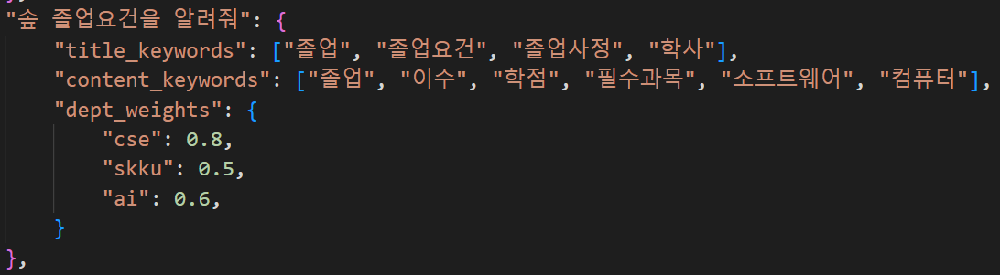 "솦 졸업요건을 알려줘": {
"title_keywords": ["졸업", "졸업요건", "졸업사정", "학사"],
"content_keywords": ["졸업", "이수", "학점", "필수과목", "소프트웨어", "컴퓨터"],
"dept_weights": {
"cse": 0.8,
"skku": 0.5,
"ai": 0.6,
}
},